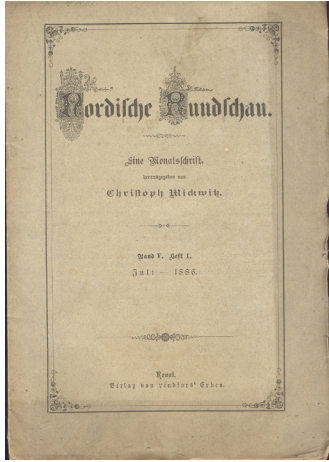 Nordische Rundschau.
Eine Monatsschrift,
herausgegeben von
Christoph Mickwitz.
Band V. Heft 1.
Juli — 1886.
Reval.
Verlag von Lindfors' Erben.